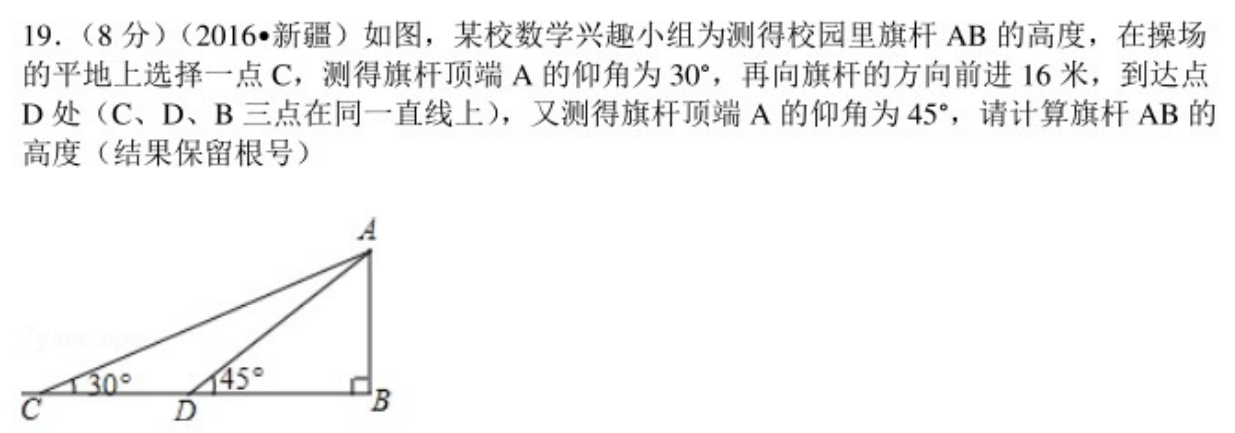 19.（8 分）（2016•新疆）如图，某校数学兴趣小组为测得校园里旗杆 AB 的高度，在操场
的平地上选择一点 C，测得旗杆顶端 A 的仰角为 30°，再向旗杆的方向前进 16 米，到达点
D 处（C、D、B 三点在同一直线上），又测得旗杆顶端 A 的仰角为 45°，请计算旗杆 AB 的
高度（结果保留根号）
A
30°
45°
C
D
B